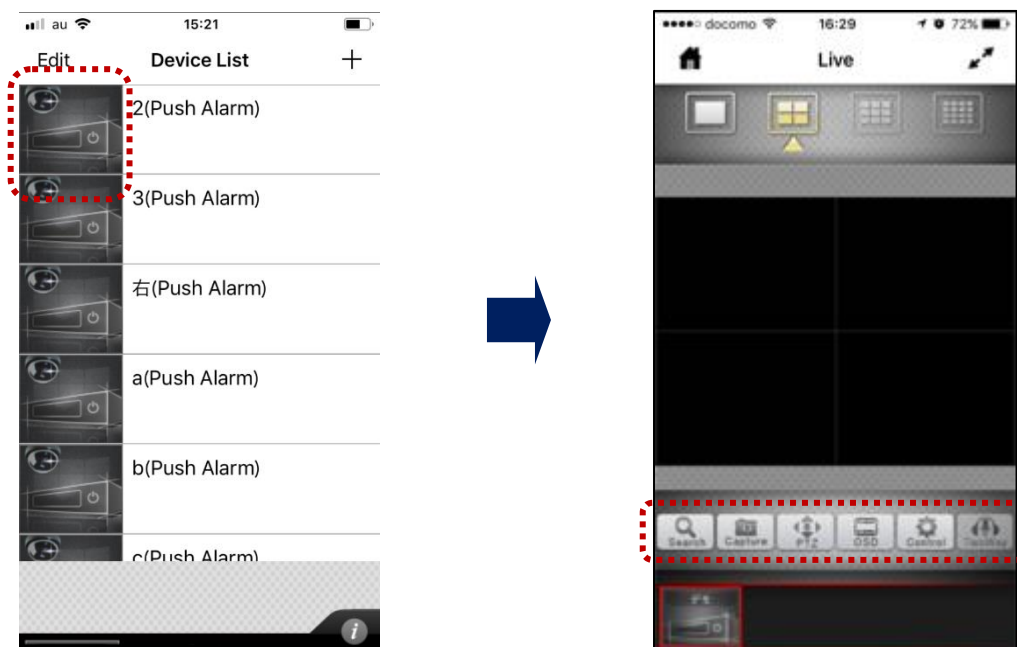 au 15:21
Edit Device List +
2(Push Alarm)
3(Push Alarm)
右(Push Alarm)
a(Push Alarm)
b(Push Alarm)
c(Push Alarm)
i
docomo 16:29 72%
Live
Search Capture PTZ OSD Control